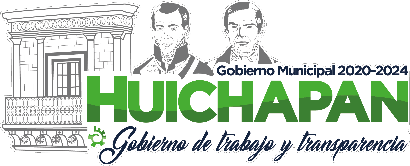 Gobierno Municipal 2020-2024
HUICHAPAN
Gobierno de trabajo y transparencia